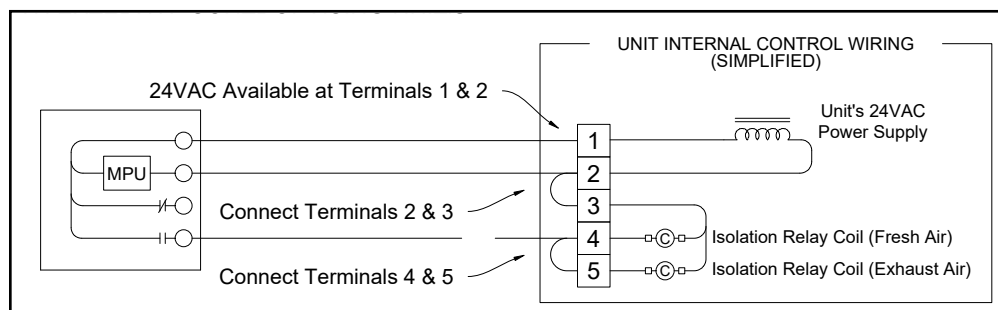 UNIT INTERNAL CONTROL WIRING
(SIMPLIFIED)
24VAC Available at Terminals 1 & 2
Unit's 24VAC
Power Supply
1
MPU
2
3
Connect Terminals 2 & 3
4
C
Isolation Relay Coil (Fresh Air)
5
C
Isolation Relay Coil (Exhaust Air)
Connect Terminals 4 & 5